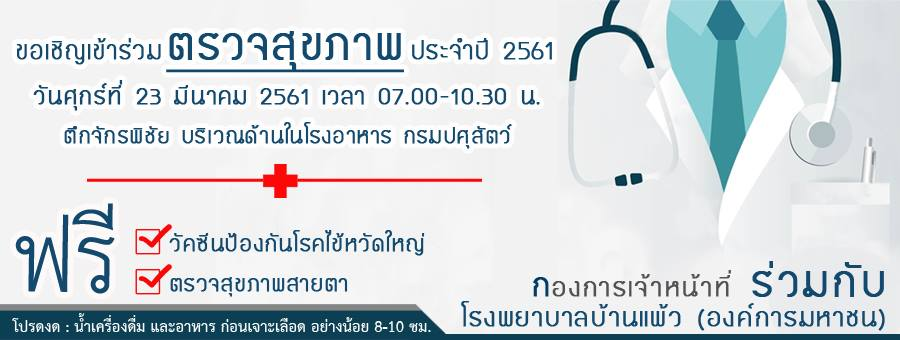 ขอเชิญเข้าร่วม ตรวจสุขภาพ ประจำปี 2561
วันศุกร์ที่ 23 มีนาคม 2561 เวลา 07.00-10.30 น.
ตึกจักรพิชัย บริเวณด้านในโรงอาหาร กรมปศุสัตว์
ฟรี
วัคซีนป้องกันโรคไข้หวัดใหญ่
ตรวจสุขภาพสายตา
กองการเจ้าหน้าที่ ร่วมกับ
โรงพยาบาลบ้านแพ้ว (องค์การมหาชน)
โปรดงด : น้ำเครื่องดื่ม และอาหาร ก่อนเจาะเลือด อย่างน้อย 8-10 ชม.